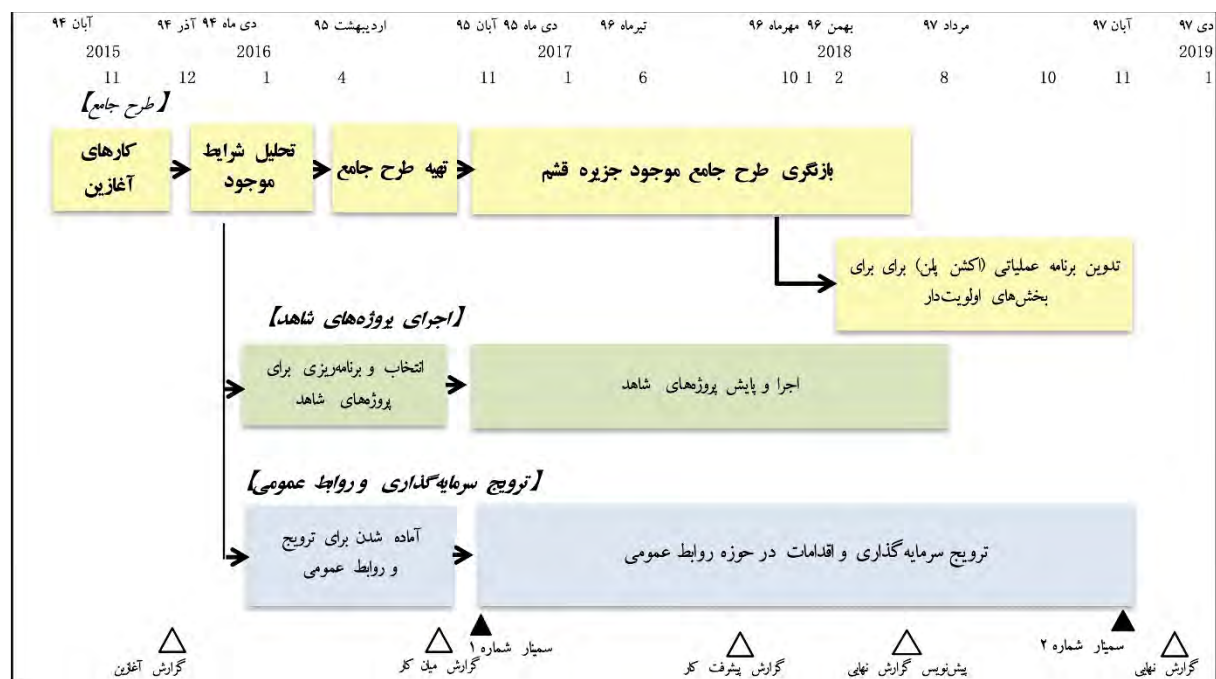 آبان ۹۴ آذر ۹۴ دی ماه ۹۴ اردیبهشت ۹۵ آبان ۹۵ دی ماه ۹۵ تیرماه ۹۶ مهرماه ۹۶ بهمن ۹۶ مرداد ۹۷ آبان ۹۷ دی ۹۷
2015 2016 2017 2018 2019
11 12 1 4 11 1 6 10 1 2 8 10 11 1
【طرح جامع】
کارهای
آغازین
تحلیل شرایط
موجود
تهیه طرح جامع
بازنگری طرح جامع موجود جزیره قشم
تدوین برنامه عملیاتی (اکشن پلن) برای برای
بخش‌های اولویت‌دار
【اجرای پروژه‌های شاهد】
انتخاب و برنامه‌ریزی برای
پروژه‌های شاهد
اجرا و پایش پروژه‌های شاهد
【ترویج سرمایه‌گذاری و روابط عمومی】
آماده شدن برای ترویج
و روابط عمومی
ترویج سرمایه‌گذاری و اقدامات در حوزه روابط عمومی
سمینار شماره ۱
سمینار شماره ۲
گزارش آغازین
گزارش میان کار
گزارش پیشرفت کار
پیش‌نویس گزارش نهایی
گزارش نهایی